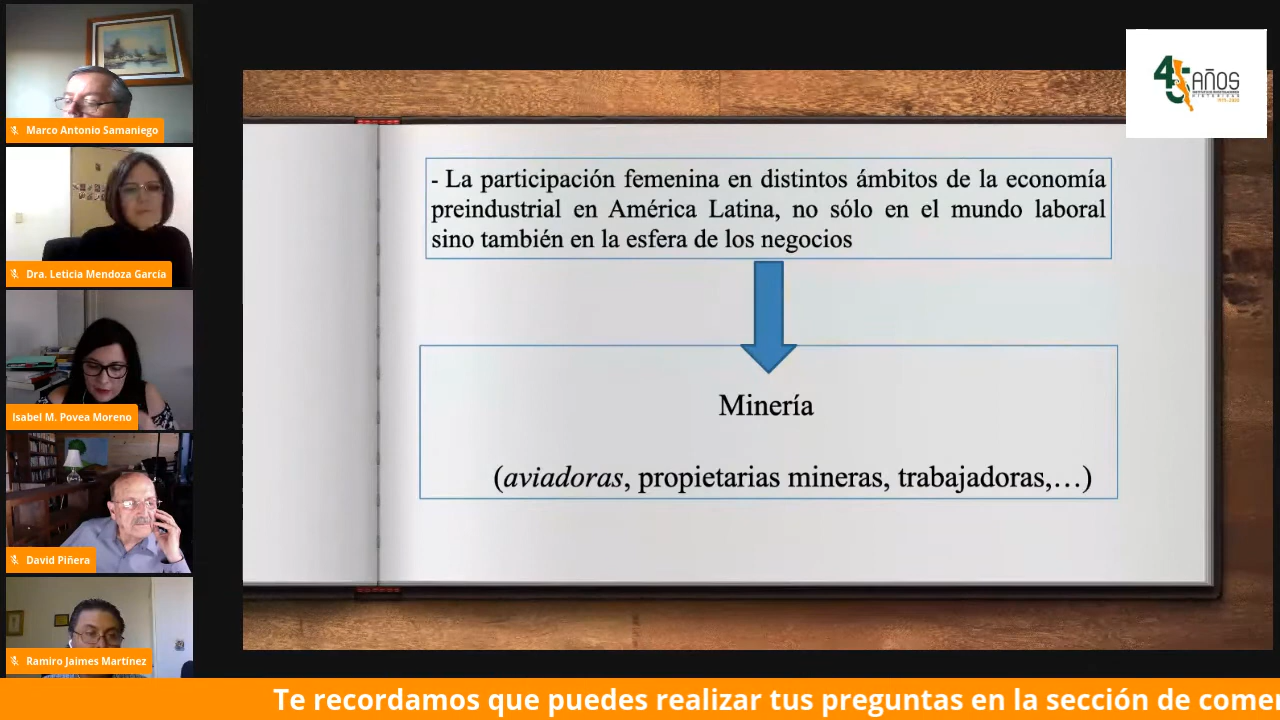 Marco Antonio Samaniego
Dra. Leticia Mendoza García
Isabel M. Povea Moreno
David Piñera
Ramiro Jaimes Martínez
45 AÑOS
- La participación femenina en distintos ámbitos de la economía
preindustrial en América Latina, no sólo en el mundo laboral
sino también en la esfera de los negocios
Minería
(aviadoras, propietarias mineras, trabajadoras,…)
Te recordamos que puedes realizar tus preguntas en la sección de come